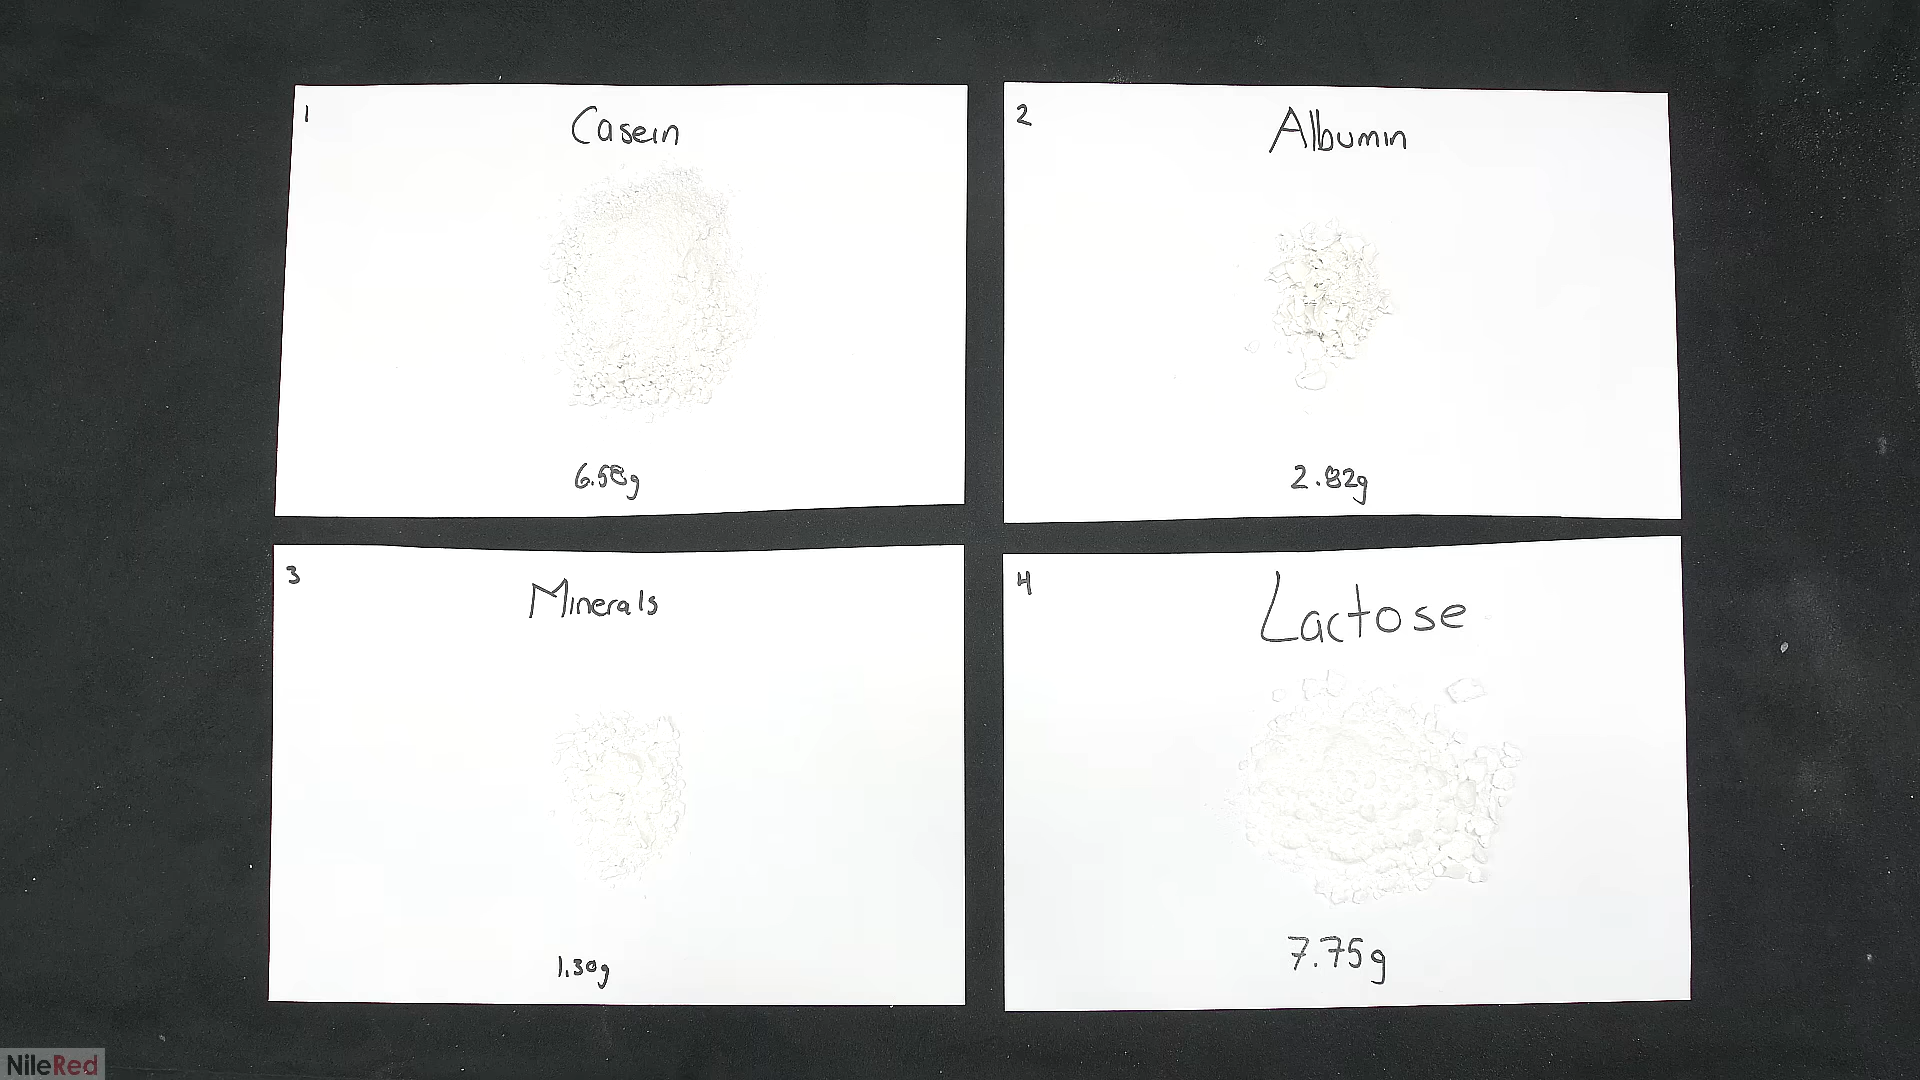 1
Casein
6.58g
2
Albumin
2.82g
3
Minerals
1.30g
4
Lactose
7.75g
NileRed